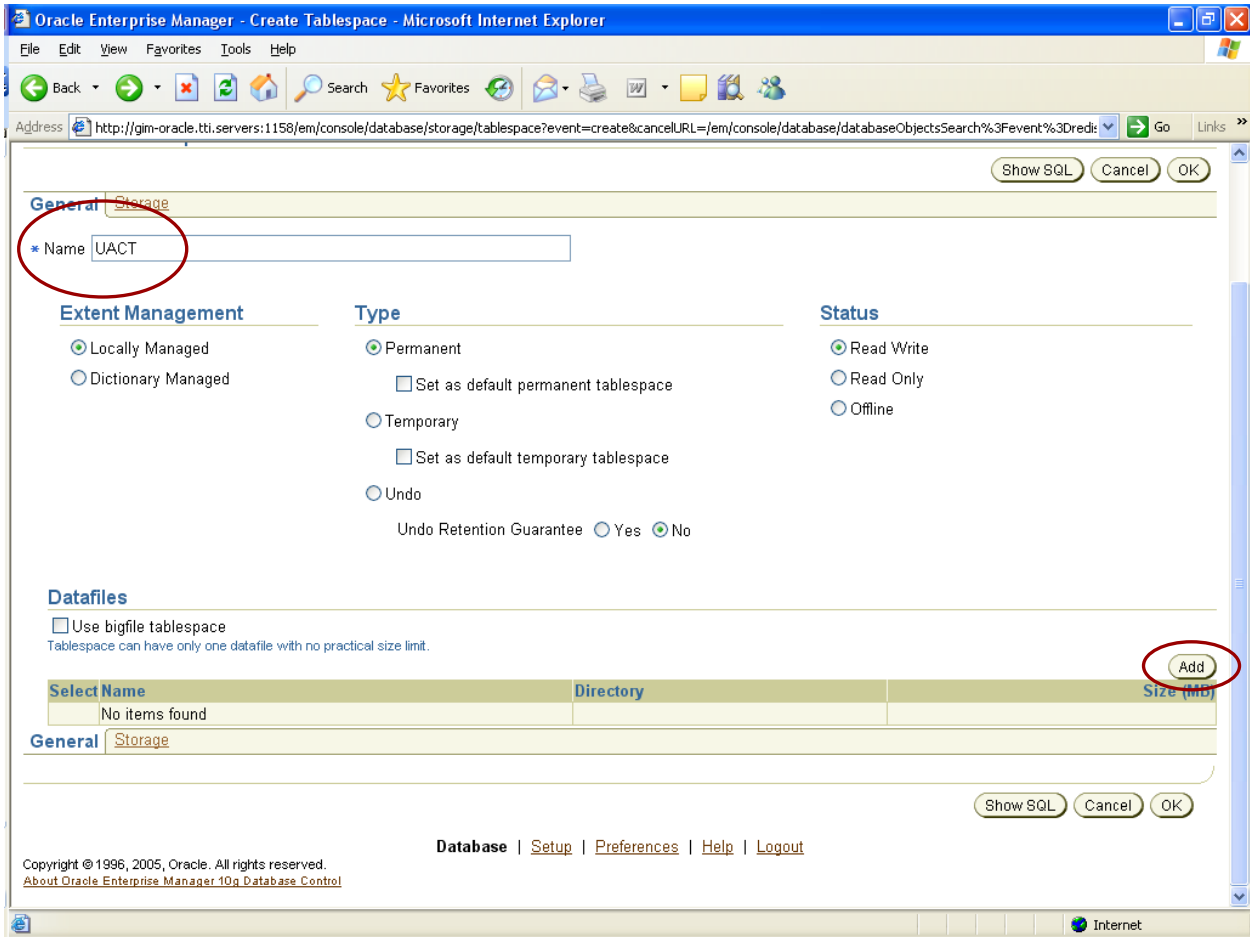 Oracle Enterprise Manager - Create Tablespace - Microsoft Internet Explorer
File Edit View Favorites Tools Help
Back Search Favorites
Address http://gim-oracle.tti.servers:1158/em/console/database/storage/tablespace?event=create&cancelURL=/em/console/database/databaseObjectsSearch%3Fevent%3Dredi Go Links »
Show SQL Cancel OK
General Storage
* Name UACT
Extent Management Type Status
Locally Managed Permanent Read Write
Dictionary Managed Set as default permanent tablespace Read Only
Temporary Offline
Set as default temporary tablespace
Undo
Undo Retention Guarantee Yes No
Datafiles
Use bigfile tablespace
Tablespace can have only one datafile with no practical size limit.
Add
Select Name Directory Size (MB)
No items found
General Storage
Show SQL Cancel OK
Database | Setup | Preferences | Help | Logout
Copyright © 1996, 2005, Oracle. All rights reserved.
About Oracle Enterprise Manager 10g Database Control
Internet